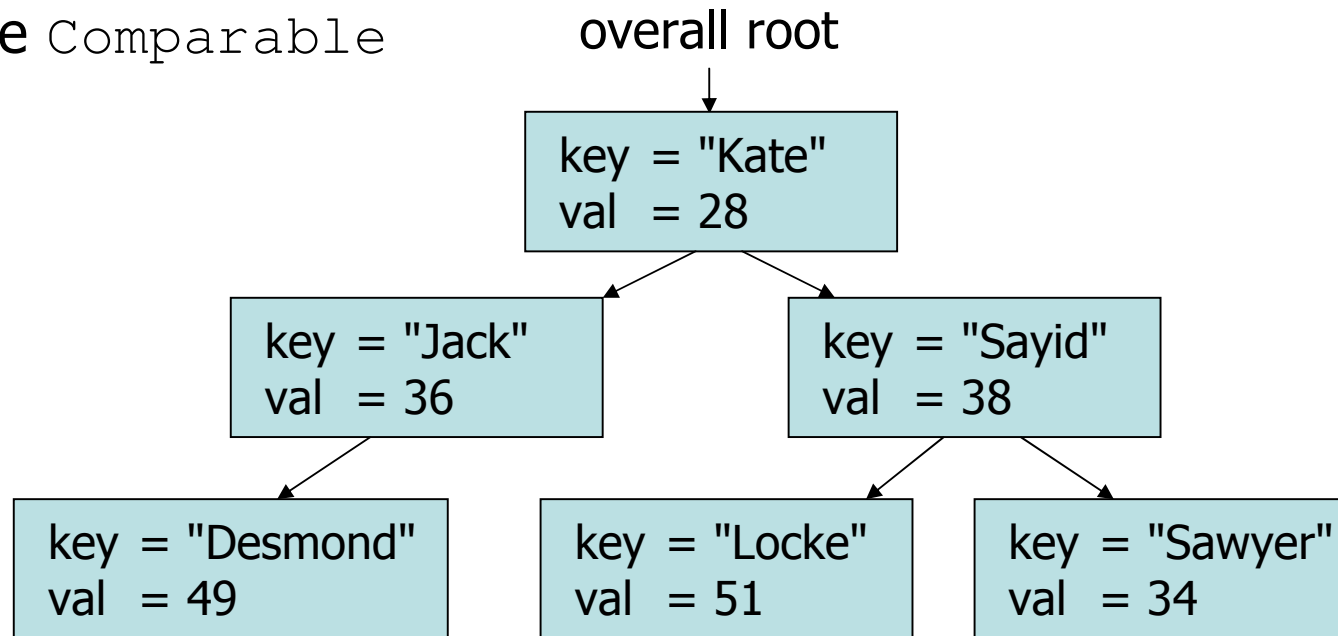 e Comparable
overall root
key = "Kate"
val = 28
key = "Jack"
val = 36
key = "Sayid"
val = 38
key = "Desmond"
val = 49
key = "Locke"
val = 51
key = "Sawyer"
val = 34